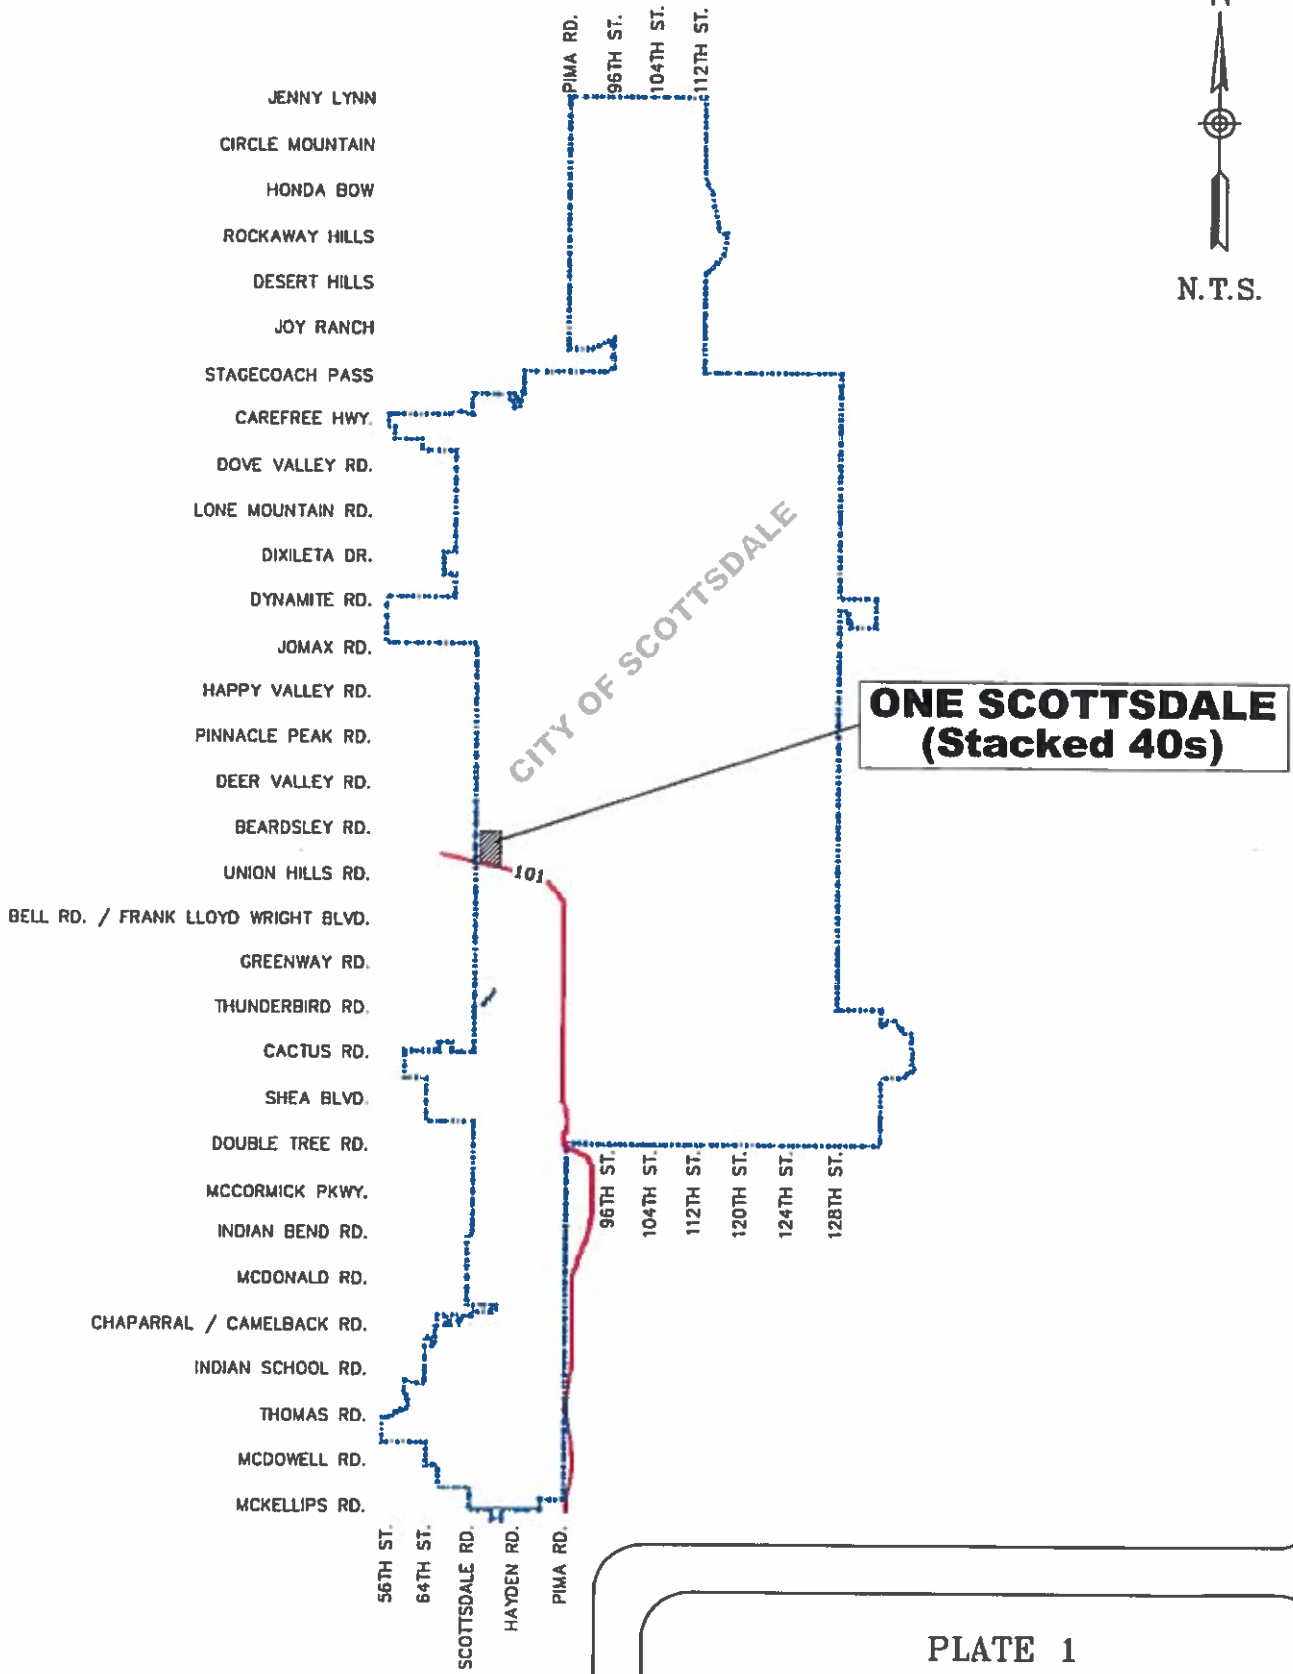 N
PIMA RD.
96TH ST.
104TH ST.
112TH ST.
JENNY LYNN
CIRCLE MOUNTAIN
HONDA BOW
ROCKAWAY HILLS
DESERT HILLS
JOY RANCH
STAGECOACH PASS
CAREFREE HWY.
DOVE VALLEY RD.
LONE MOUNTAIN RD.
DIXILETA DR.
DYNAMITE RD.
JOMAX RD.
HAPPY VALLEY RD.
PINNACLE PEAK RD.
DEER VALLEY RD.
BEARDSLEY RD.
UNION HILLS RD.
BELL RD. / FRANK LLOYD WRIGHT BLVD.
GREENWAY RD.
THUNDERBIRD RD.
CACTUS RD.
SHEA BLVD.
DOUBLE TREE RD.
MCCORMICK PKWY.
INDIAN BEND RD.
MCDONALD RD.
CHAPARRAL / CAMELBACK RD.
INDIAN SCHOOL RD.
THOMAS RD.
MCDOWELL RD.
MCKELLIPS RD.
N.T.S.
CITY OF SCOTTSDALE
ONE SCOTTSDALE
(Stacked 40s)
101
96TH ST.
104TH ST.
112TH ST.
120TH ST.
124TH ST.
128TH ST.
56TH ST.
64TH ST.
SCOTTSDALE RD.
HAYDEN RD.
PIMA RD.
PLATE 1